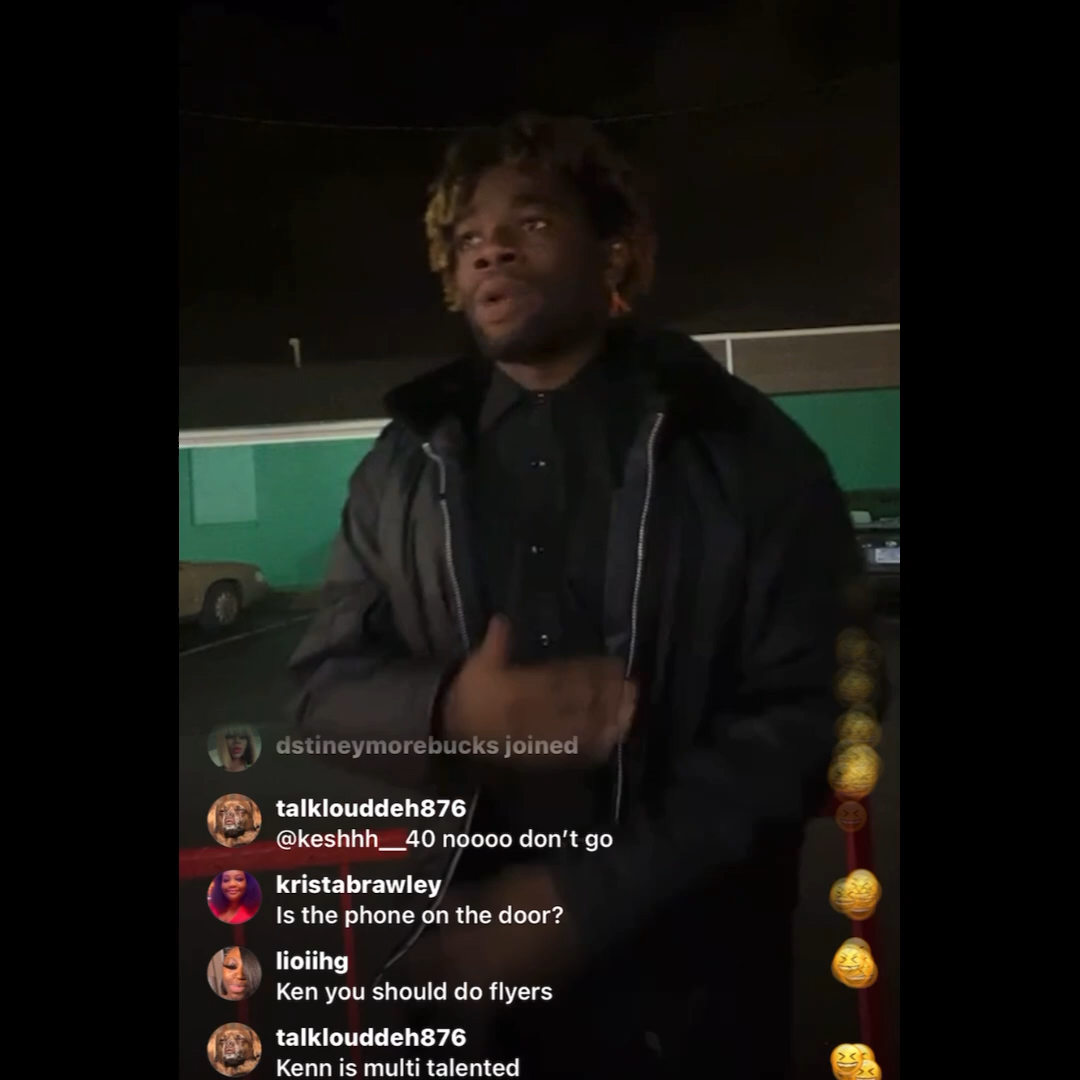 dstineymorebucks joined
talklouddeh876
@keshhh__40 noooo don’t go
kristabrawley
Is the phone on the door?
lioiihg
Ken you should do flyers
talklouddeh876
Kenn is multi talented